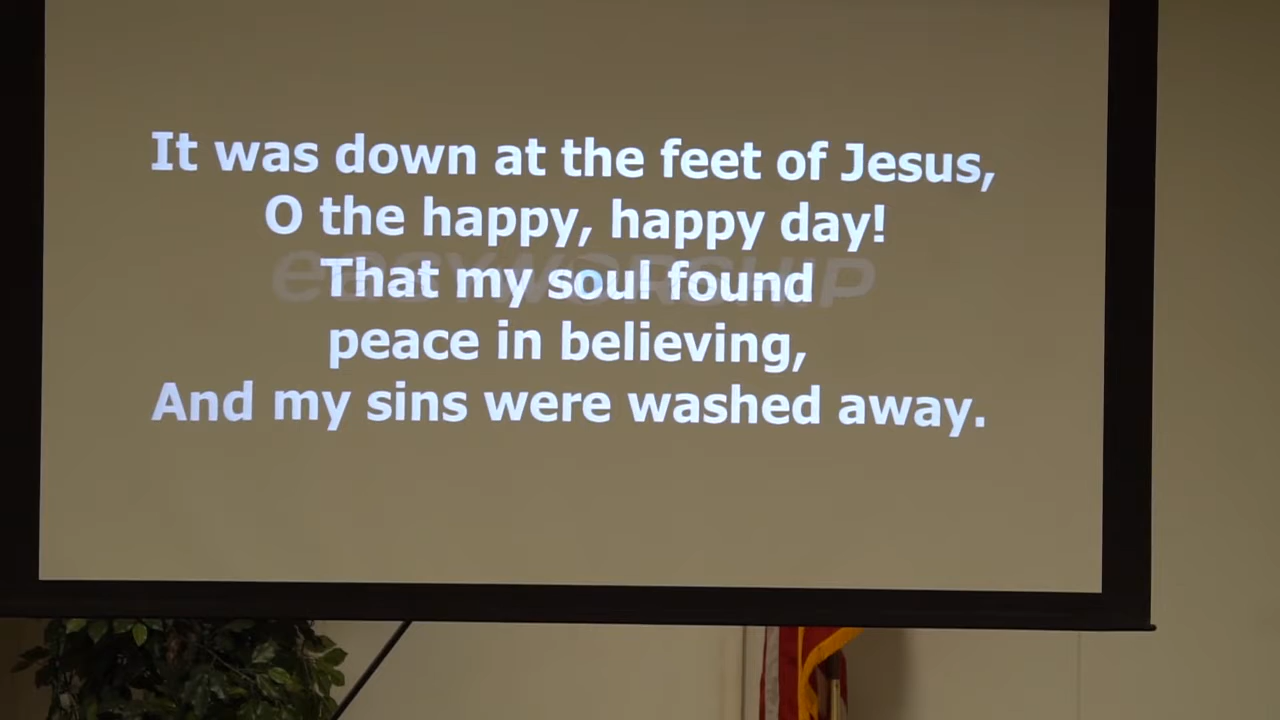 It was down at the feet of Jesus,
O the happy, happy day!
That my soul found
easyWORSHIP
peace in believing,
And my sins were washed away.